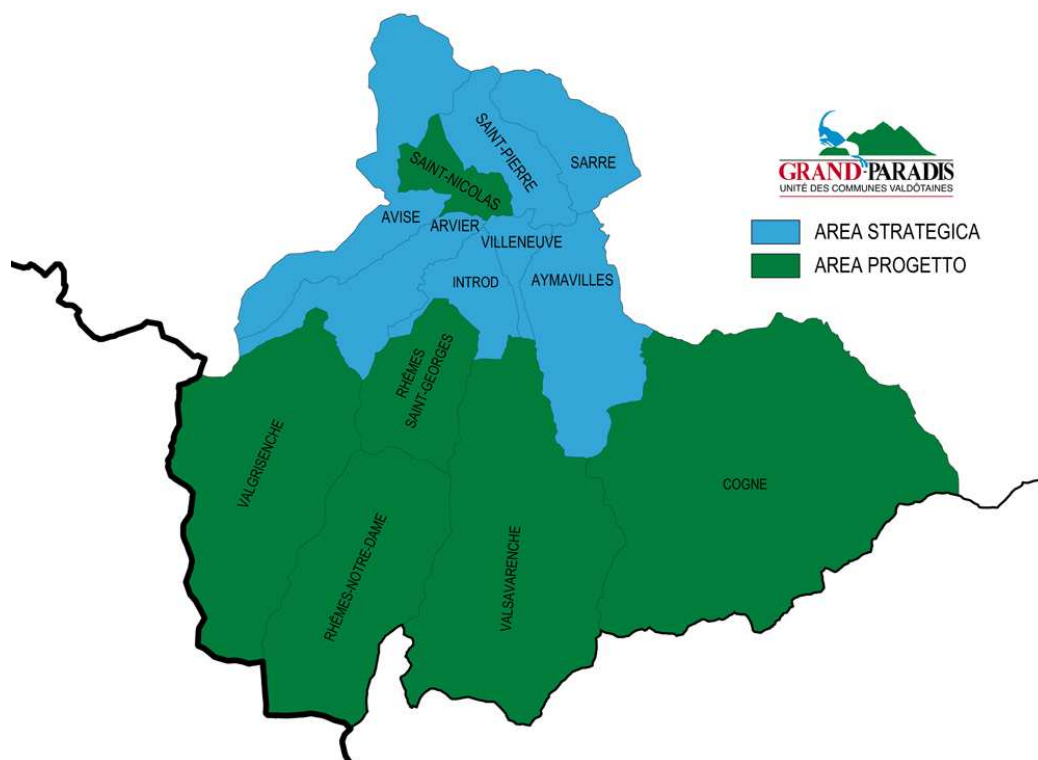 SAINT-PIERRE
SARRE
SAINT-NICOLAS
AVISE
ARVIER
VILLENEUVE
INTROD
AYMAVILLES
RHÊMES
SAINT-GEORGES
VALGRISENCHE
RHÊMES-NOTRE-DAME
VALSAVARENCHE
COGNE
GRAND-PARADIS
UNITÉ DES COMMUNES VALDÔTAINES
AREA STRATEGICA
AREA PROGETTO